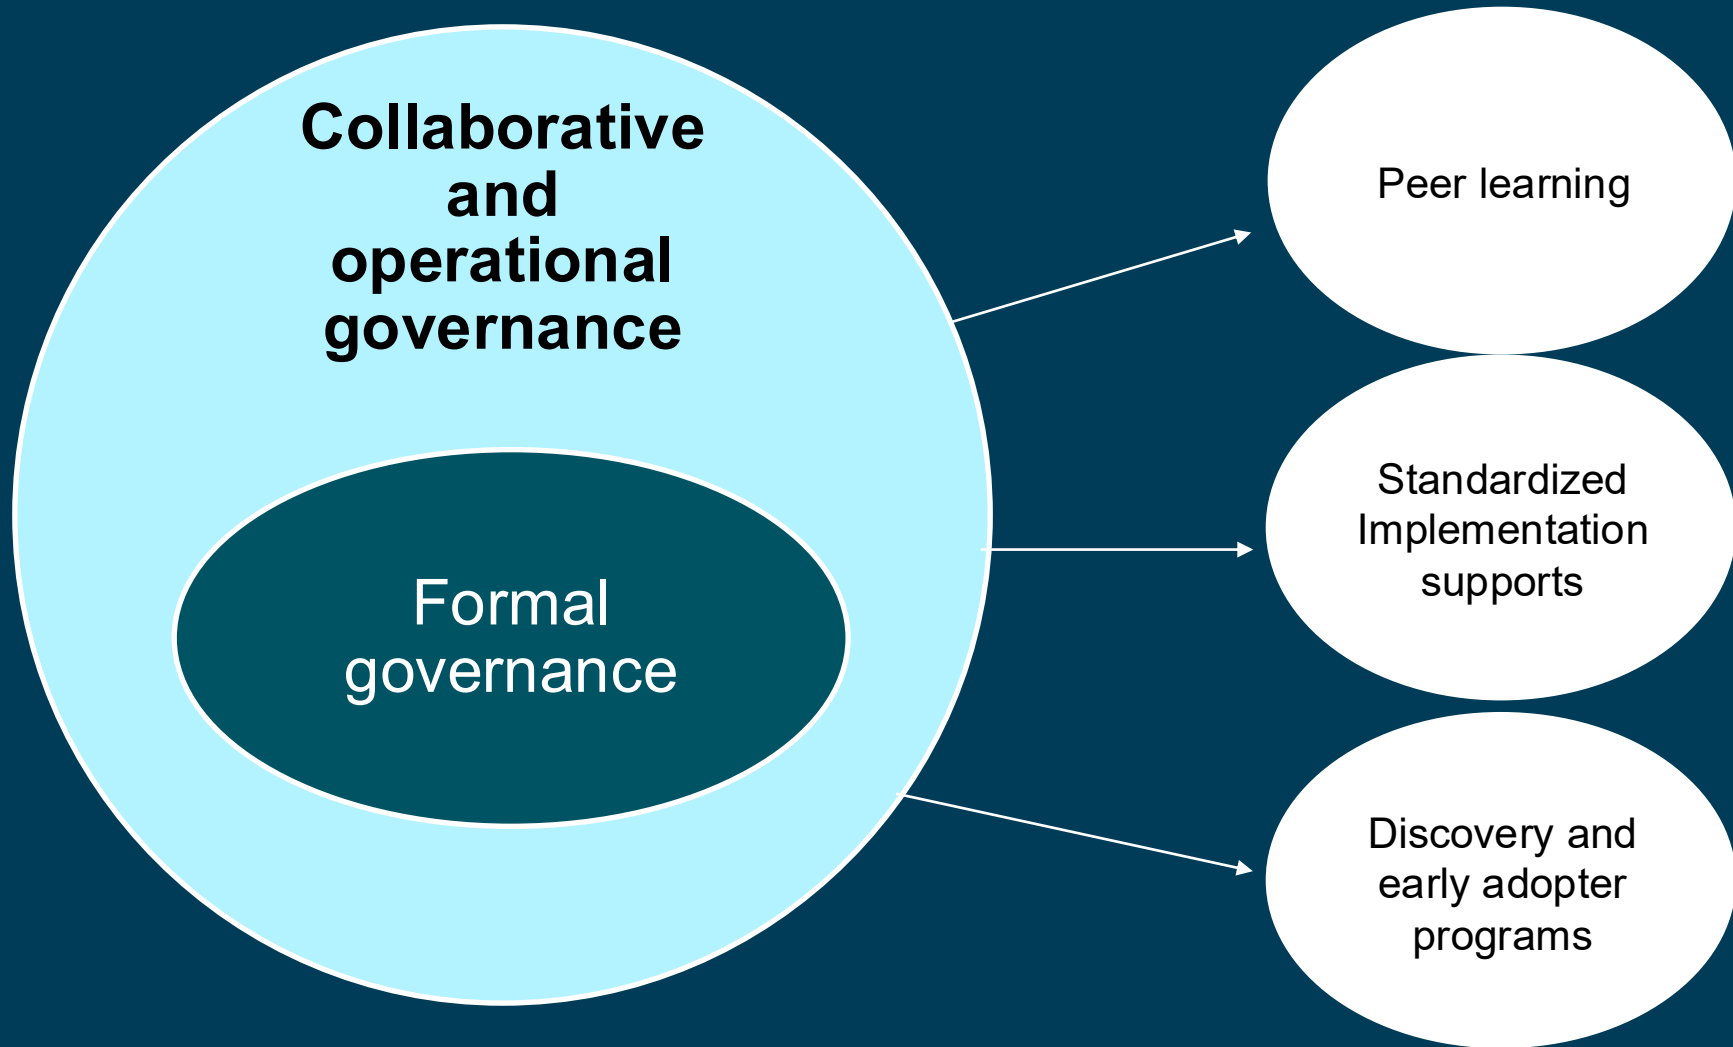 Collaborative
and
operational
governance
Formal
governance
Peer learning
Standardized
Implementation
supports
Discovery and
early adopter
programs